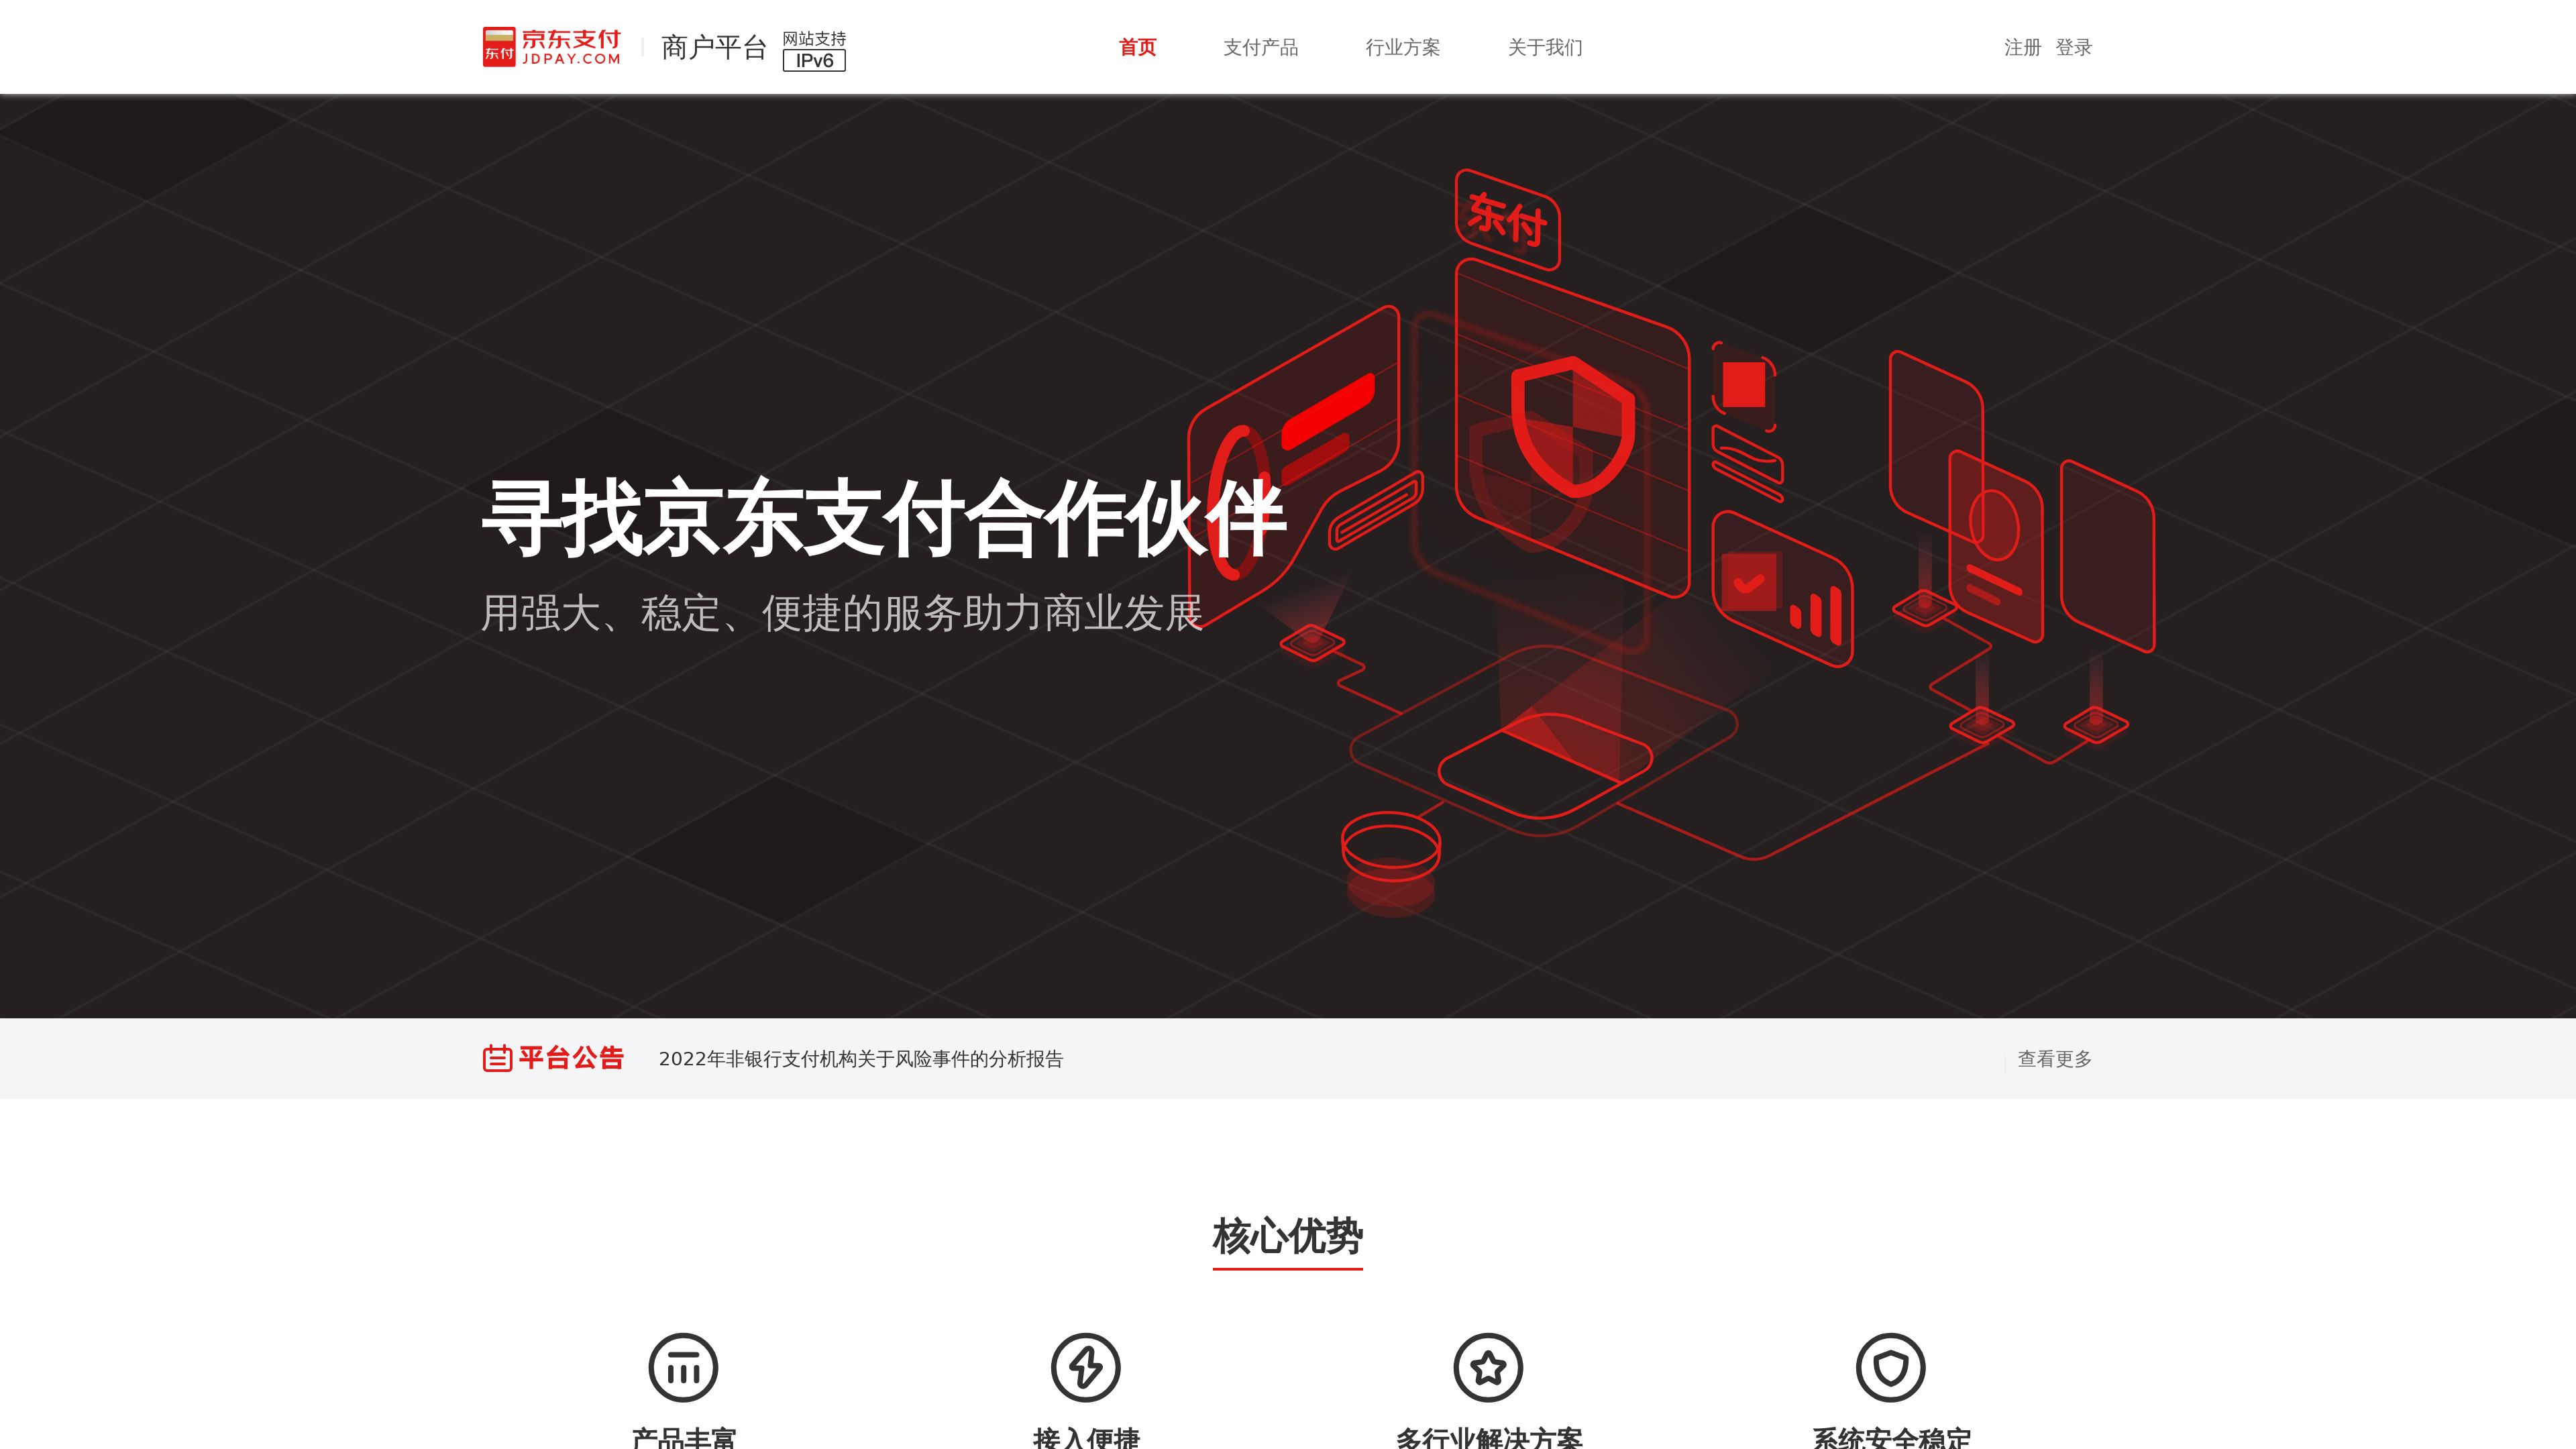 东付
京东支付
JDPAY.COM
商户平台
网站支持
IPv6
首页
支付产品
行业方案
关于我们
注册
登录
东付
寻找京东支付合作伙伴
用强大、稳定、便捷的服务助力商业发展
平台公告
2022年非银行支付机构关于风险事件的分析报告
查看更多
核心优势
产品丰富
接入便捷
多行业解决方案
系统安全稳定